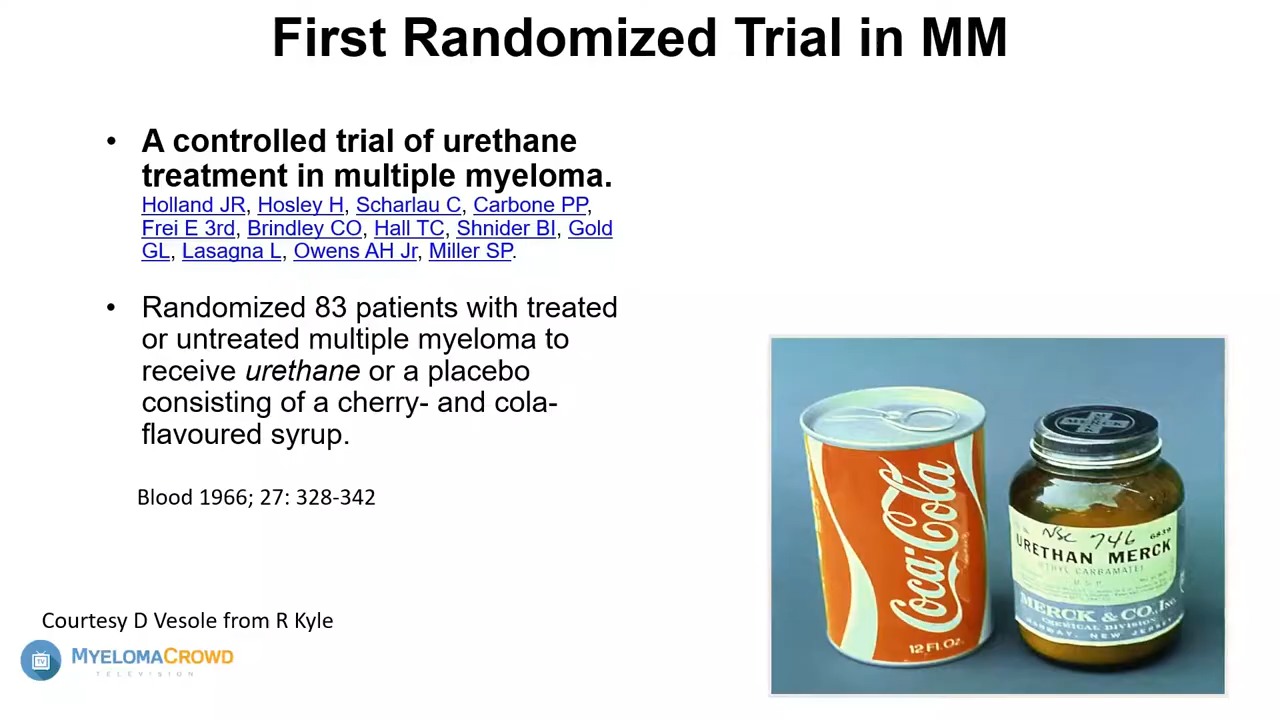 First Randomized Trial in MM
• A controlled trial of urethane
treatment in multiple myeloma.
Holland JR, Hosley H, Scharlau C, Carbone PP,
Frei E 3rd, Brindley CO, Hall TC, Shnider BI, Gold
GL, Lasagna L, Owens AH Jr, Miller SP.
• Randomized 83 patients with treated
or untreated multiple myeloma to
receive urethane or a placebo
consisting of a cherry- and cola-
flavoured syrup.
Blood 1966; 27: 328-342
Coca-Cola
12 FL.OZ.
MERCK
NSC 746 6839
URETHAN MERCK
(ETHYL CARBAMATE)
U.S.P.
MERCK & CO., Inc.
CHEMICAL DIVISION
RAHWAY, NEW JERSEY
Courtesy D Vesole from R Kyle
TV
MYELOMACROWD
TELEVISION